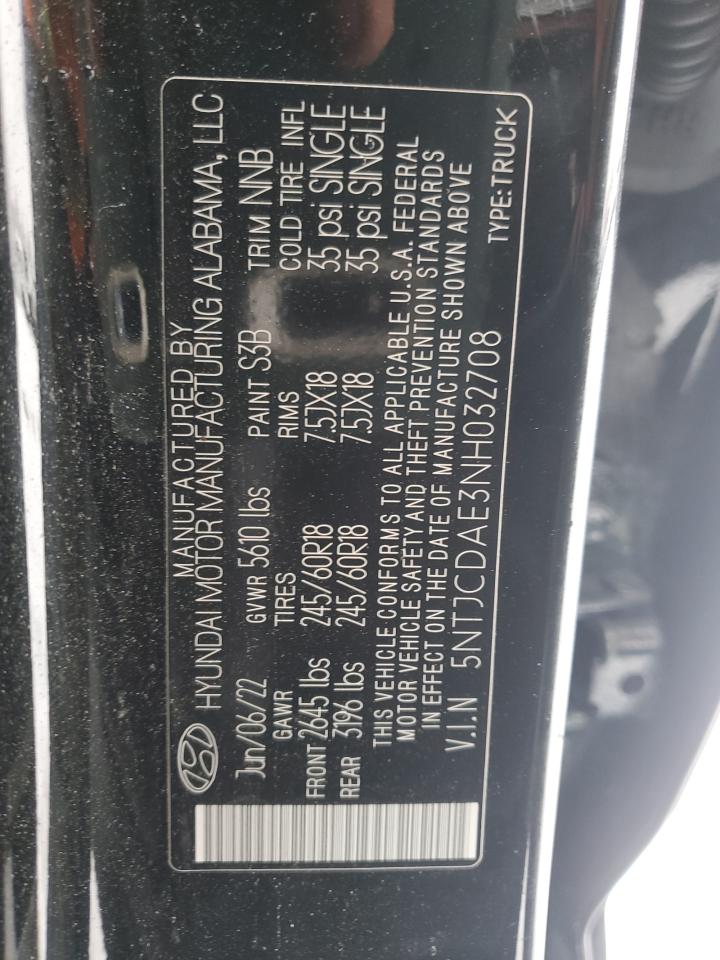 MANUFACTURED BY
HYUNDAI MOTOR MANUFACTURING ALABAMA, LLC
Jun/06/22 GVWR 5610 lbs PAINT S3B TRIM NNB
GAWR TIRES RIMS COLD TIRE INFL
FRONT 2645 lbs 245/60R18 7.5JX18 35 psi SINGLE
REAR 3196 lbs 245/60R18 7.5JX18 35 psi SINGLE
THIS VEHICLE CONFORMS TO ALL APPLICABLE U.S.A. FEDERAL
MOTOR VEHICLE SAFETY AND THEFT PREVENTION STANDARDS
IN EFFECT ON THE DATE OF MANUFACTURE SHOWN ABOVE
V.I.N 5NTJCDAE3NH032708 TYPE:TRUCK